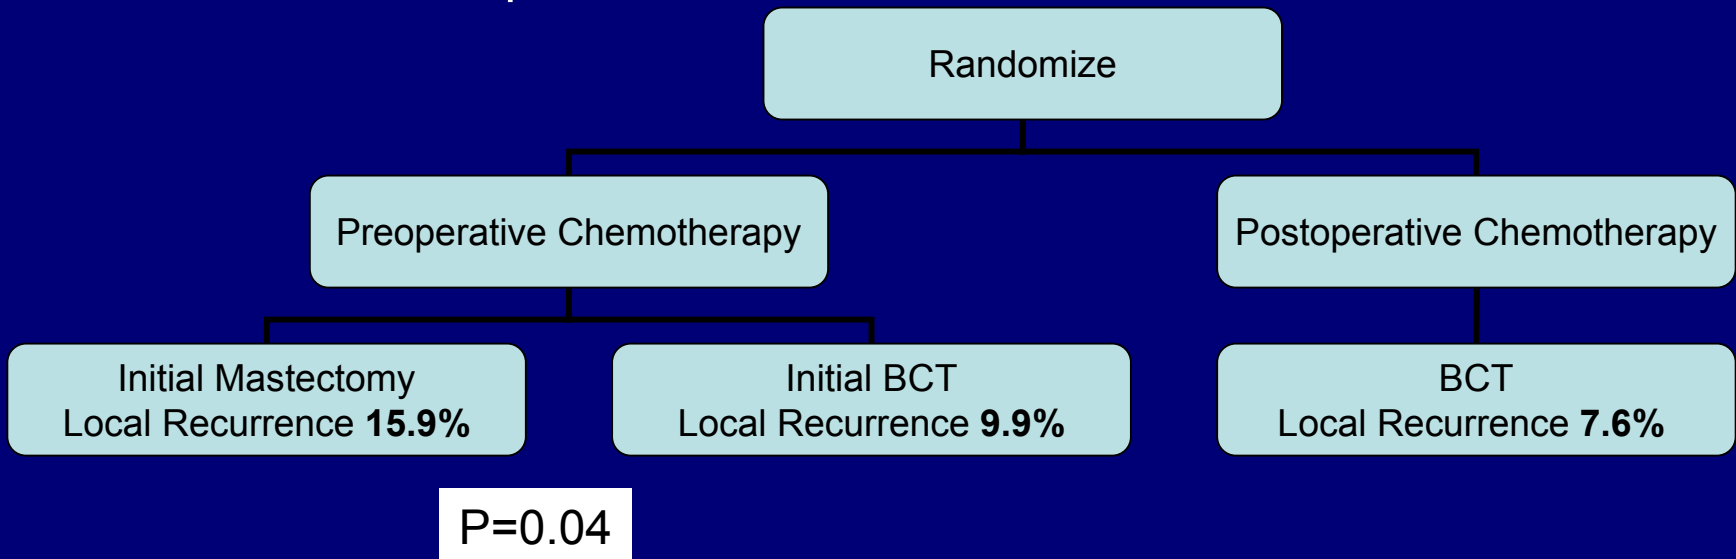 Randomize
Preoperative Chemotherapy
Postoperative Chemotherapy
Initial Mastectomy
Local Recurrence 15.9%
Initial BCT
Local Recurrence 9.9%
BCT
Local Recurrence 7.6%
P=0.04